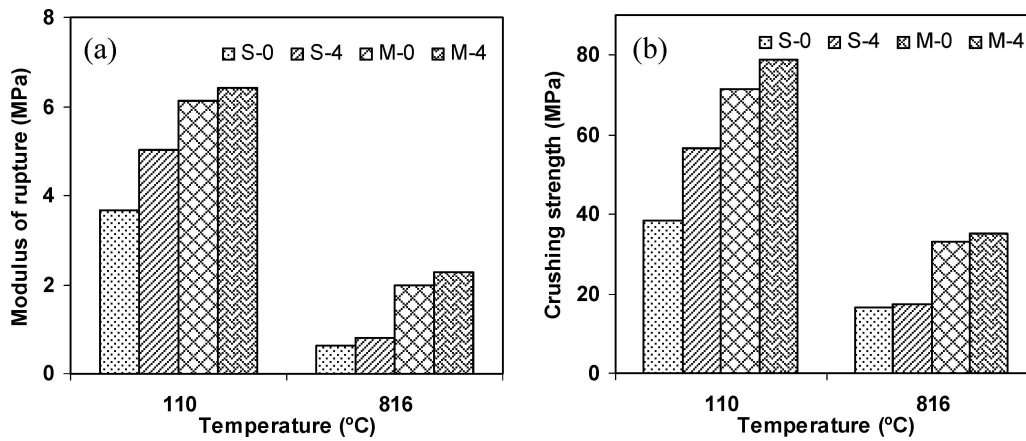 (a)
S-0 S-4 M-0 M-4
Modulus of rupture (MPa)
8
6
4
2
0
110 816
Temperature (ºC)
(b)
S-0 S-4 M-0 M-4
Crushing strength (MPa)
80
60
40
20
0
110 816
Temperature (ºC)